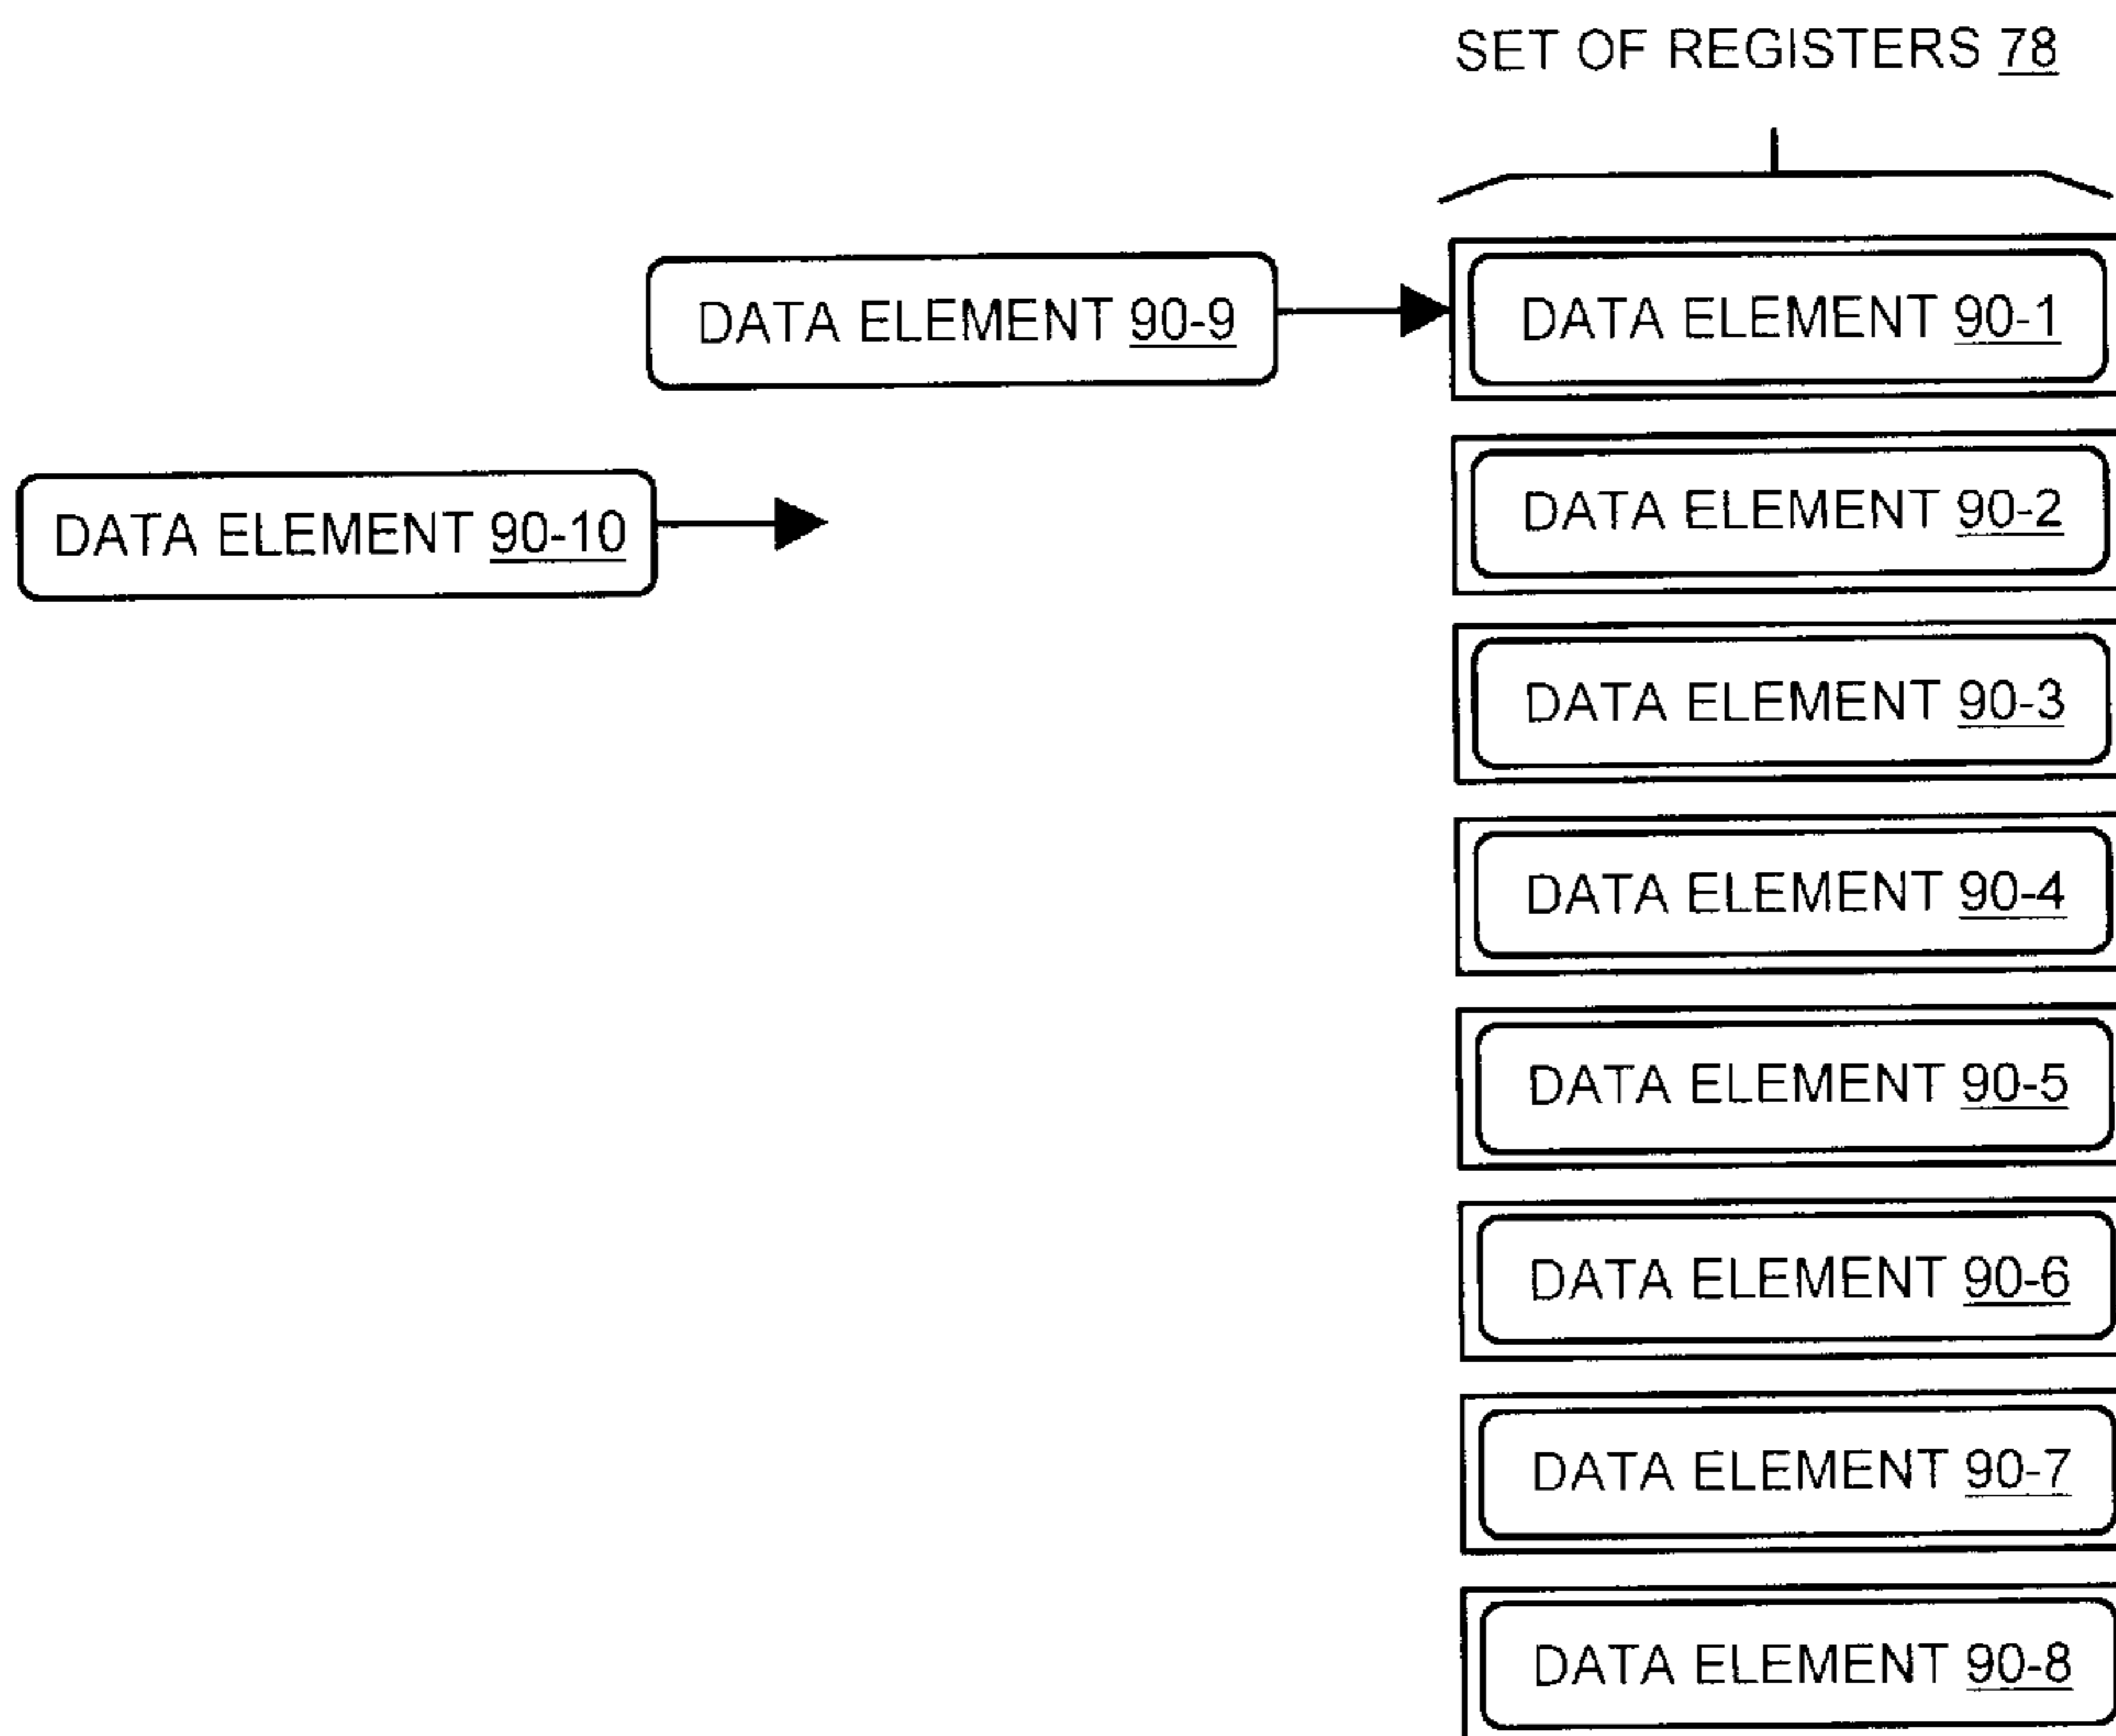 SET OF REGISTERS 78
DATA ELEMENT 90-9
DATA ELEMENT 90-1
DATA ELEMENT 90-10
DATA ELEMENT 90-2
DATA ELEMENT 90-3
DATA ELEMENT 90-4
DATA ELEMENT 90-5
DATA ELEMENT 90-6
DATA ELEMENT 90-7
DATA ELEMENT 90-8